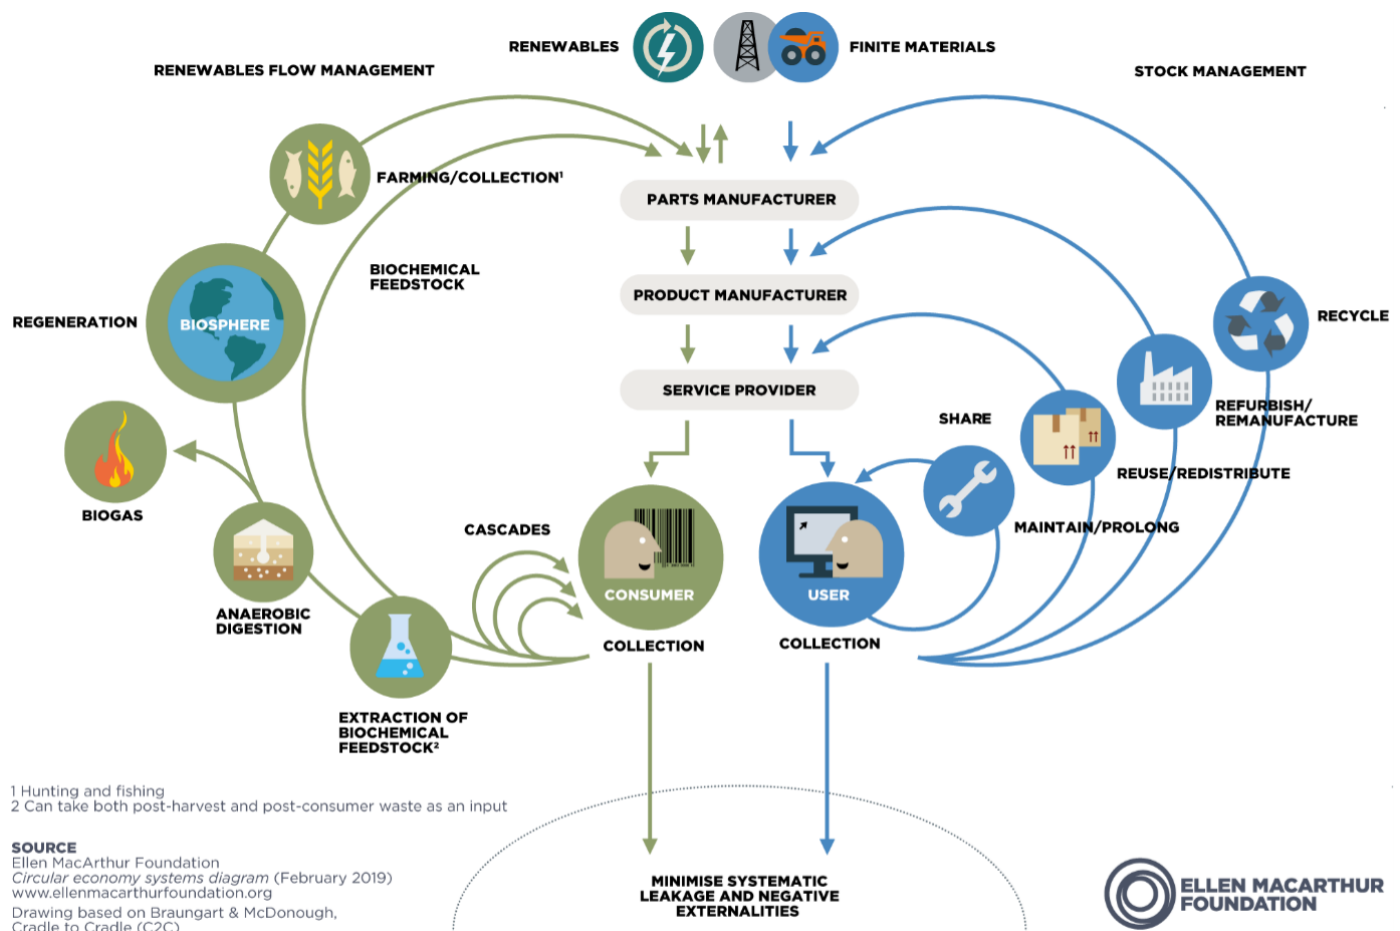 RENEWABLES
FINITE MATERIALS
RENEWABLES FLOW MANAGEMENT
STOCK MANAGEMENT
FARMING/COLLECTION¹
PARTS MANUFACTURER
BIOCHEMICAL
FEEDSTOCK
PRODUCT MANUFACTURER
REGENERATION
BIOSPHERE
RECYCLE
SERVICE PROVIDER
SHARE
REFURBISH/
REMANUFACTURE
REUSE/REDISTRIBUTE
BIOGAS
CASCADES
MAINTAIN/PROLONG
CONSUMER
USER
ANAEROBIC
DIGESTION
COLLECTION
COLLECTION
EXTRACTION OF
BIOCHEMICAL
FEEDSTOCK²
1 Hunting and fishing
2 Can take both post-harvest and post-consumer waste as an input
SOURCE
Ellen MacArthur Foundation
Circular economy systems diagram (February 2019)
www.ellenmacarthurfoundation.org
Drawing based on Braungart & McDonough,
Cradle to Cradle (C2C)
MINIMISE SYSTEMATIC
LEAKAGE AND NEGATIVE
EXTERNALITIES
ELLEN MACARTHUR
FOUNDATION